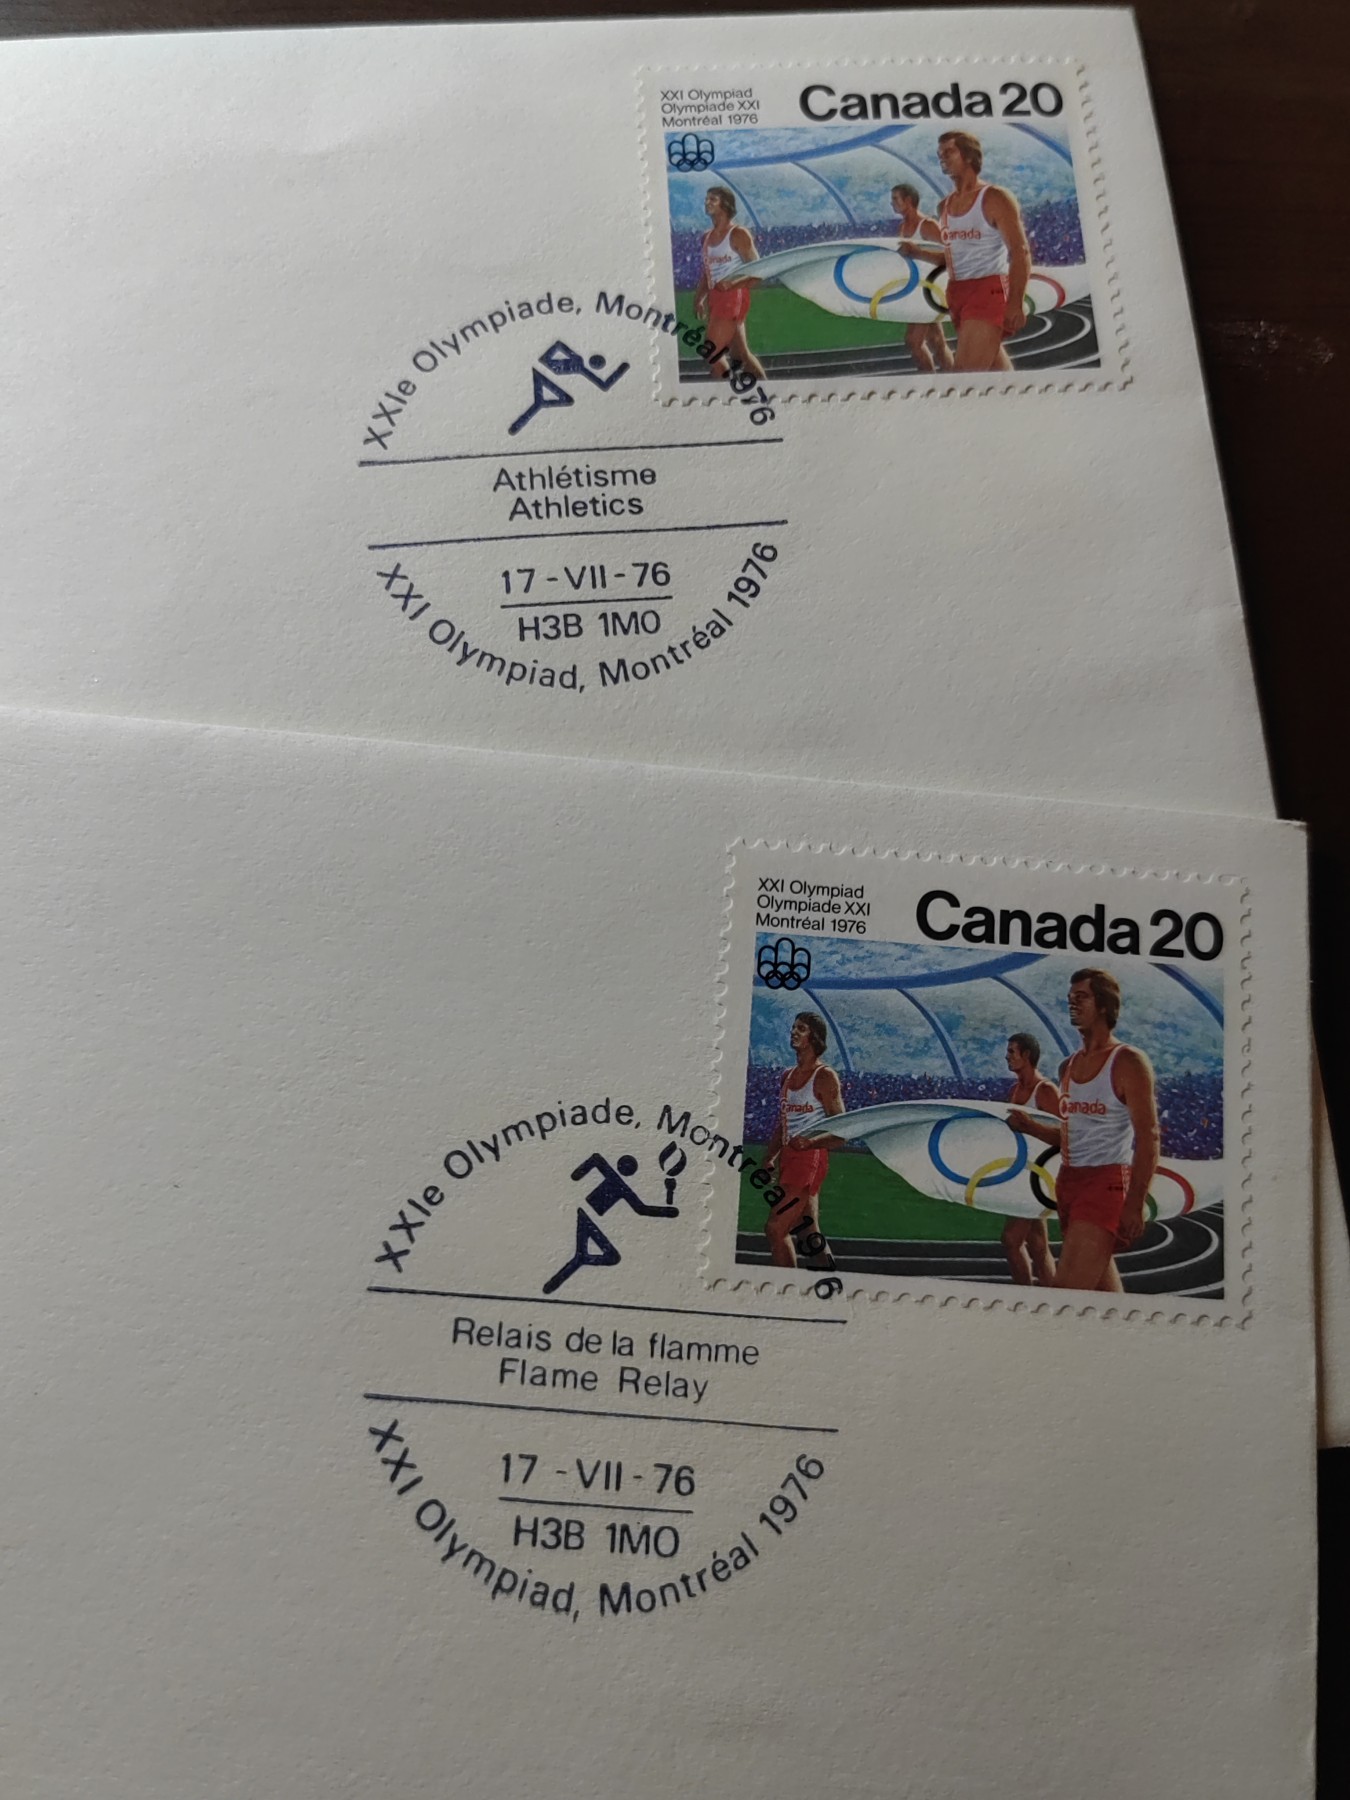 XXI Olympiad
Olympiade XXI
Montréal 1976
Canada 20
Canada
Canada
XXIe Olympiade, Montréal 1976
Athlétisme
Athletics
17-VII-76
H3B 1M0
XXI Olympiad, Montréal 1976
XXI Olympiad
Olympiade XXI
Montréal 1976
Canada 20
Canada
Canada
XXIe Olympiade, Montréal 1976
Relais de la flamme
Flame Relay
17-VII-76
H3B 1M0
XXI Olympiad, Montréal 1976